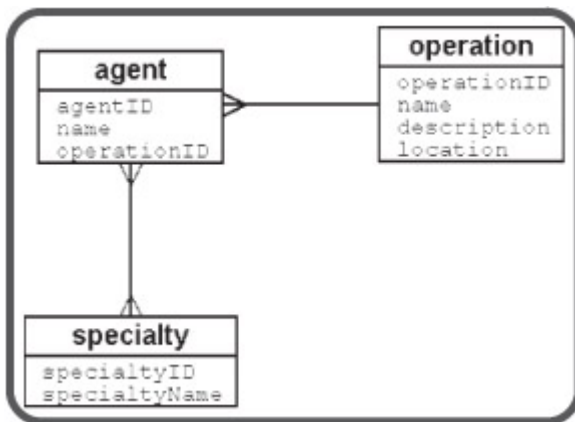 agent
agentID
name
operationID
operation
operationID
name
description
location
specialty
specialtyID
specialtyName